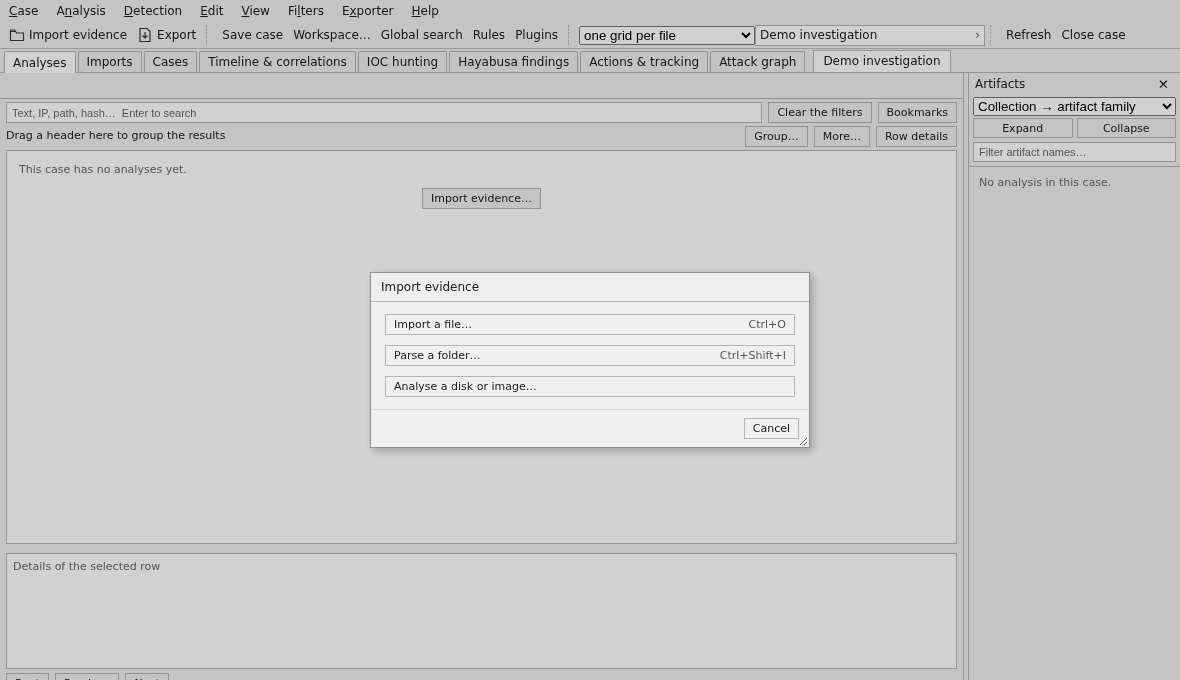 Case Analysis Detection Edit View Filters Exporter Help
Import evidence Export Save case Workspace… Global search Rules Plugins one grid per file Demo investigation › Refresh Close case
Analyses Imports Cases Timeline & correlations IOC hunting Hayabusa findings Actions & tracking Attack graph Demo investigation
Artifacts ✕
Text, IP, path, hash… Enter to search Clear the filters Bookmarks
Collection → artifact family
Drag a header here to group the results Group… More… Row details
Expand Collapse
Filter artifact names…
This case has no analyses yet.
No analysis in this case.
Import evidence…
Import evidence
Import a file… Ctrl+O
Parse a folder… Ctrl+Shift+I
Analyse a disk or image…
Cancel
Details of the selected row